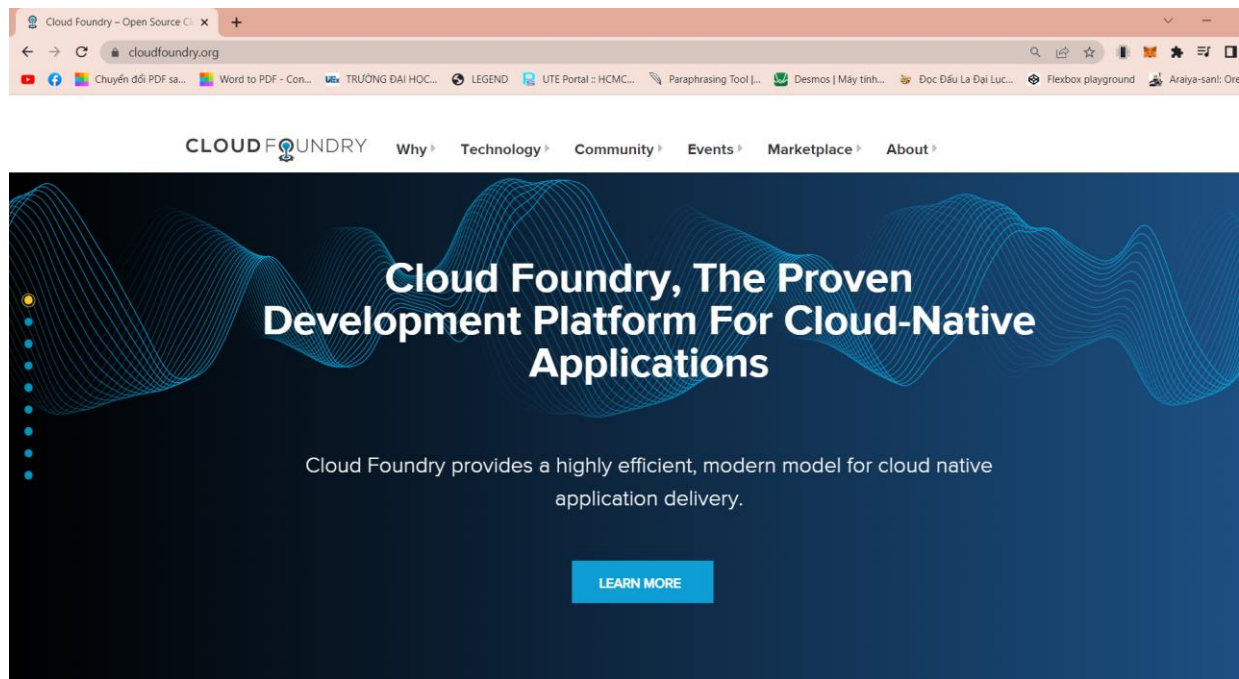 Cloud Foundry – Open Source Cl
cloudfoundry.org
Chuyển đổi PDF sa... Word to PDF - Con... UEx TRƯỜNG ĐẠI HỌC... LEGEND UTE Portal :: HCMC... Paraphrasing Tool |... Desmos | Máy tính... Đọc Đấu La Đại Lục... Flexbox playground Araiya-san!: Ore
CLOUD FOUNDRY Why Technology Community Events Marketplace About
Cloud Foundry, The Proven
Development Platform For Cloud-Native
Applications
Cloud Foundry provides a highly efficient, modern model for cloud native
application delivery.
LEARN MORE